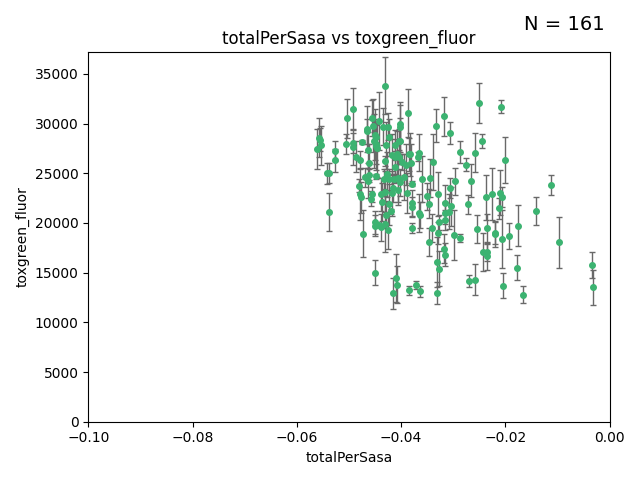 N = 161
totalPerSasa vs toxgreen_fluor
toxgreen_fluor
35000
30000
25000
20000
15000
10000
5000
0
−0.10 −0.08 −0.06 −0.04 −0.02 0.00
totalPerSasa